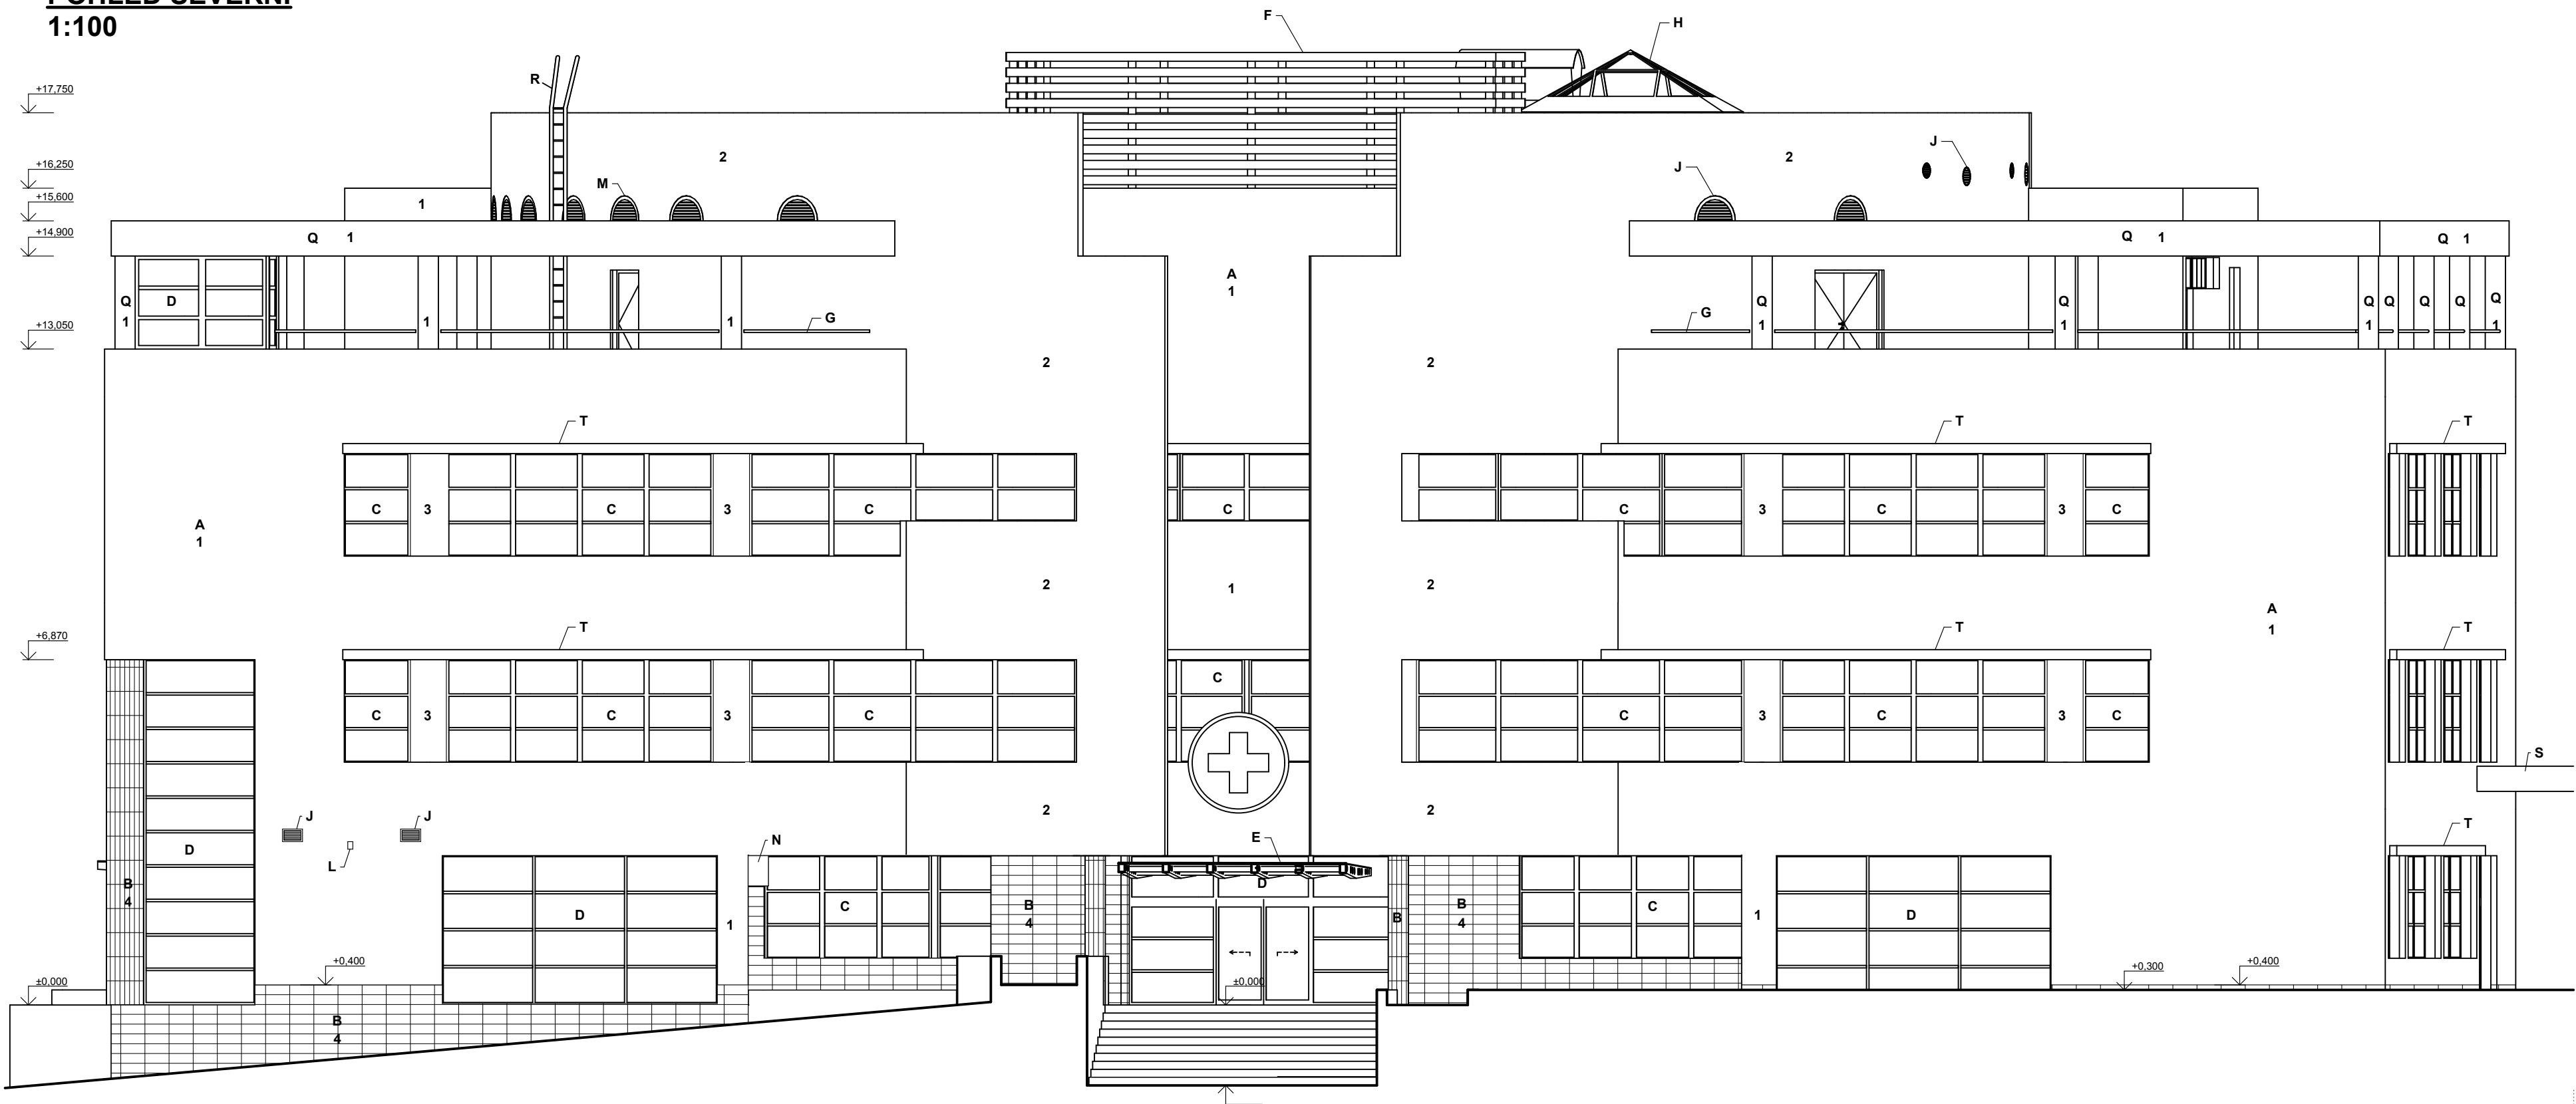 POHLED SEVERNÍ
1:100
F
H
R
+17,750
2
2
J
+16,250
M
J
+15,600
1
+14,900
Q 1
Q 1
Q 1
A
1
Q
1
D
Q
1
Q
1
Q
1
Q
Q
Q
Q
1
+13,050
1
1
G
G
2
2
T
T
T
C
3
C
3
C
C
C
3
C
3
C
A
1
2
1
2
A
1
T
T
T
+6,870
C
C
3
C
3
C
C
3
C
3
C
S
2
2
J
J
L
N
E
T
D
D
B
4
C
B
4
D
1
B
B
4
C
1
D
D
+0,400
±0,000
±0,000
+0,300
+0,400
B
4